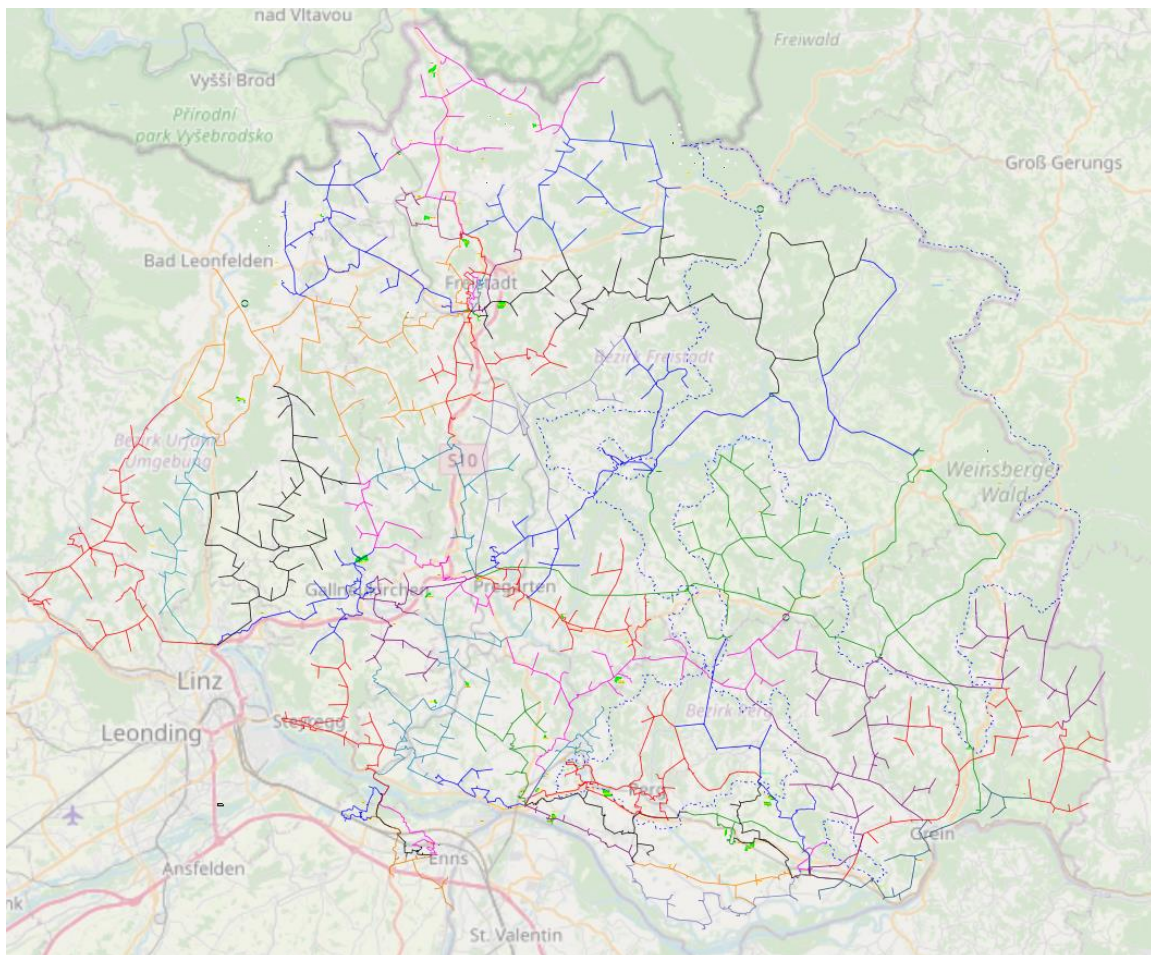 nad Vltavou
Freiwald
Vyšší Brod
Přírodní
park Vyšebrodsko
Groß Gerungs
Bad Leonfelden
Freistadt
Bezirk Freistadt
Bezirk Urfahr-
Umgebung
S10
Weinsberger
Wald
Gallneukirchen
Pregarten
Linz
Steyregg
Bezirk Perg
Leonding
Perg
Grein
Enns
Ansfelden
nk
St. Valentin